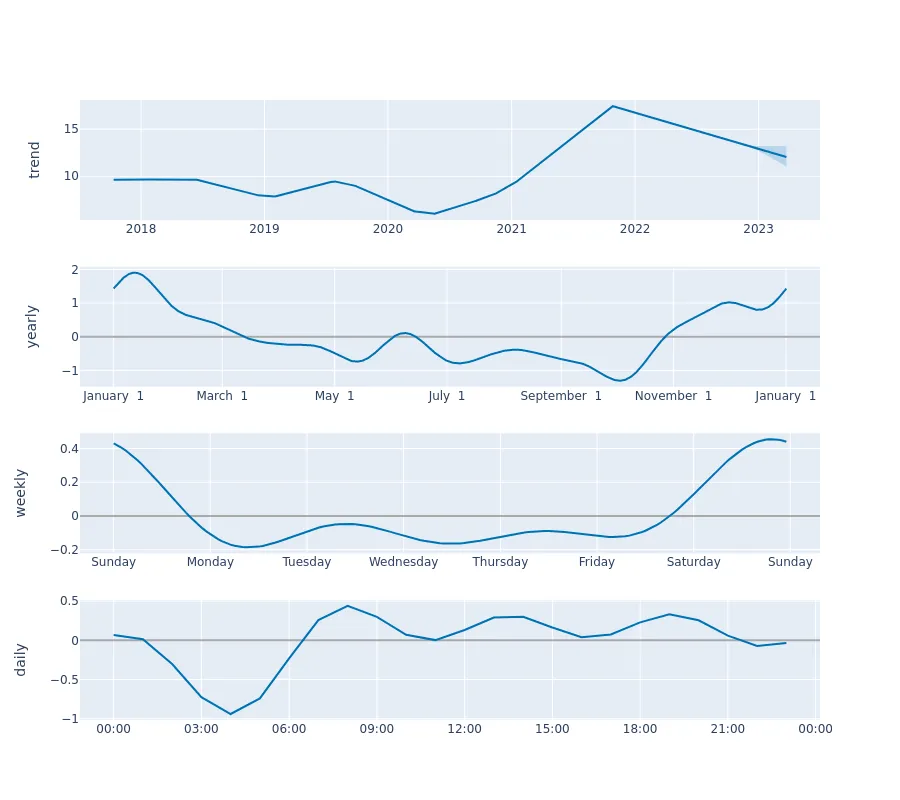 trend
15
10
2018 2019 2020 2021 2022 2023
yearly
2
1
0
−1
January 1 March 1 May 1 July 1 September 1 November 1 January 1
weekly
0.4
0.2
0
−0.2
Sunday Monday Tuesday Wednesday Thursday Friday Saturday Sunday
daily
0.5
0
−0.5
−1
00:00 03:00 06:00 09:00 12:00 15:00 18:00 21:00 00:00